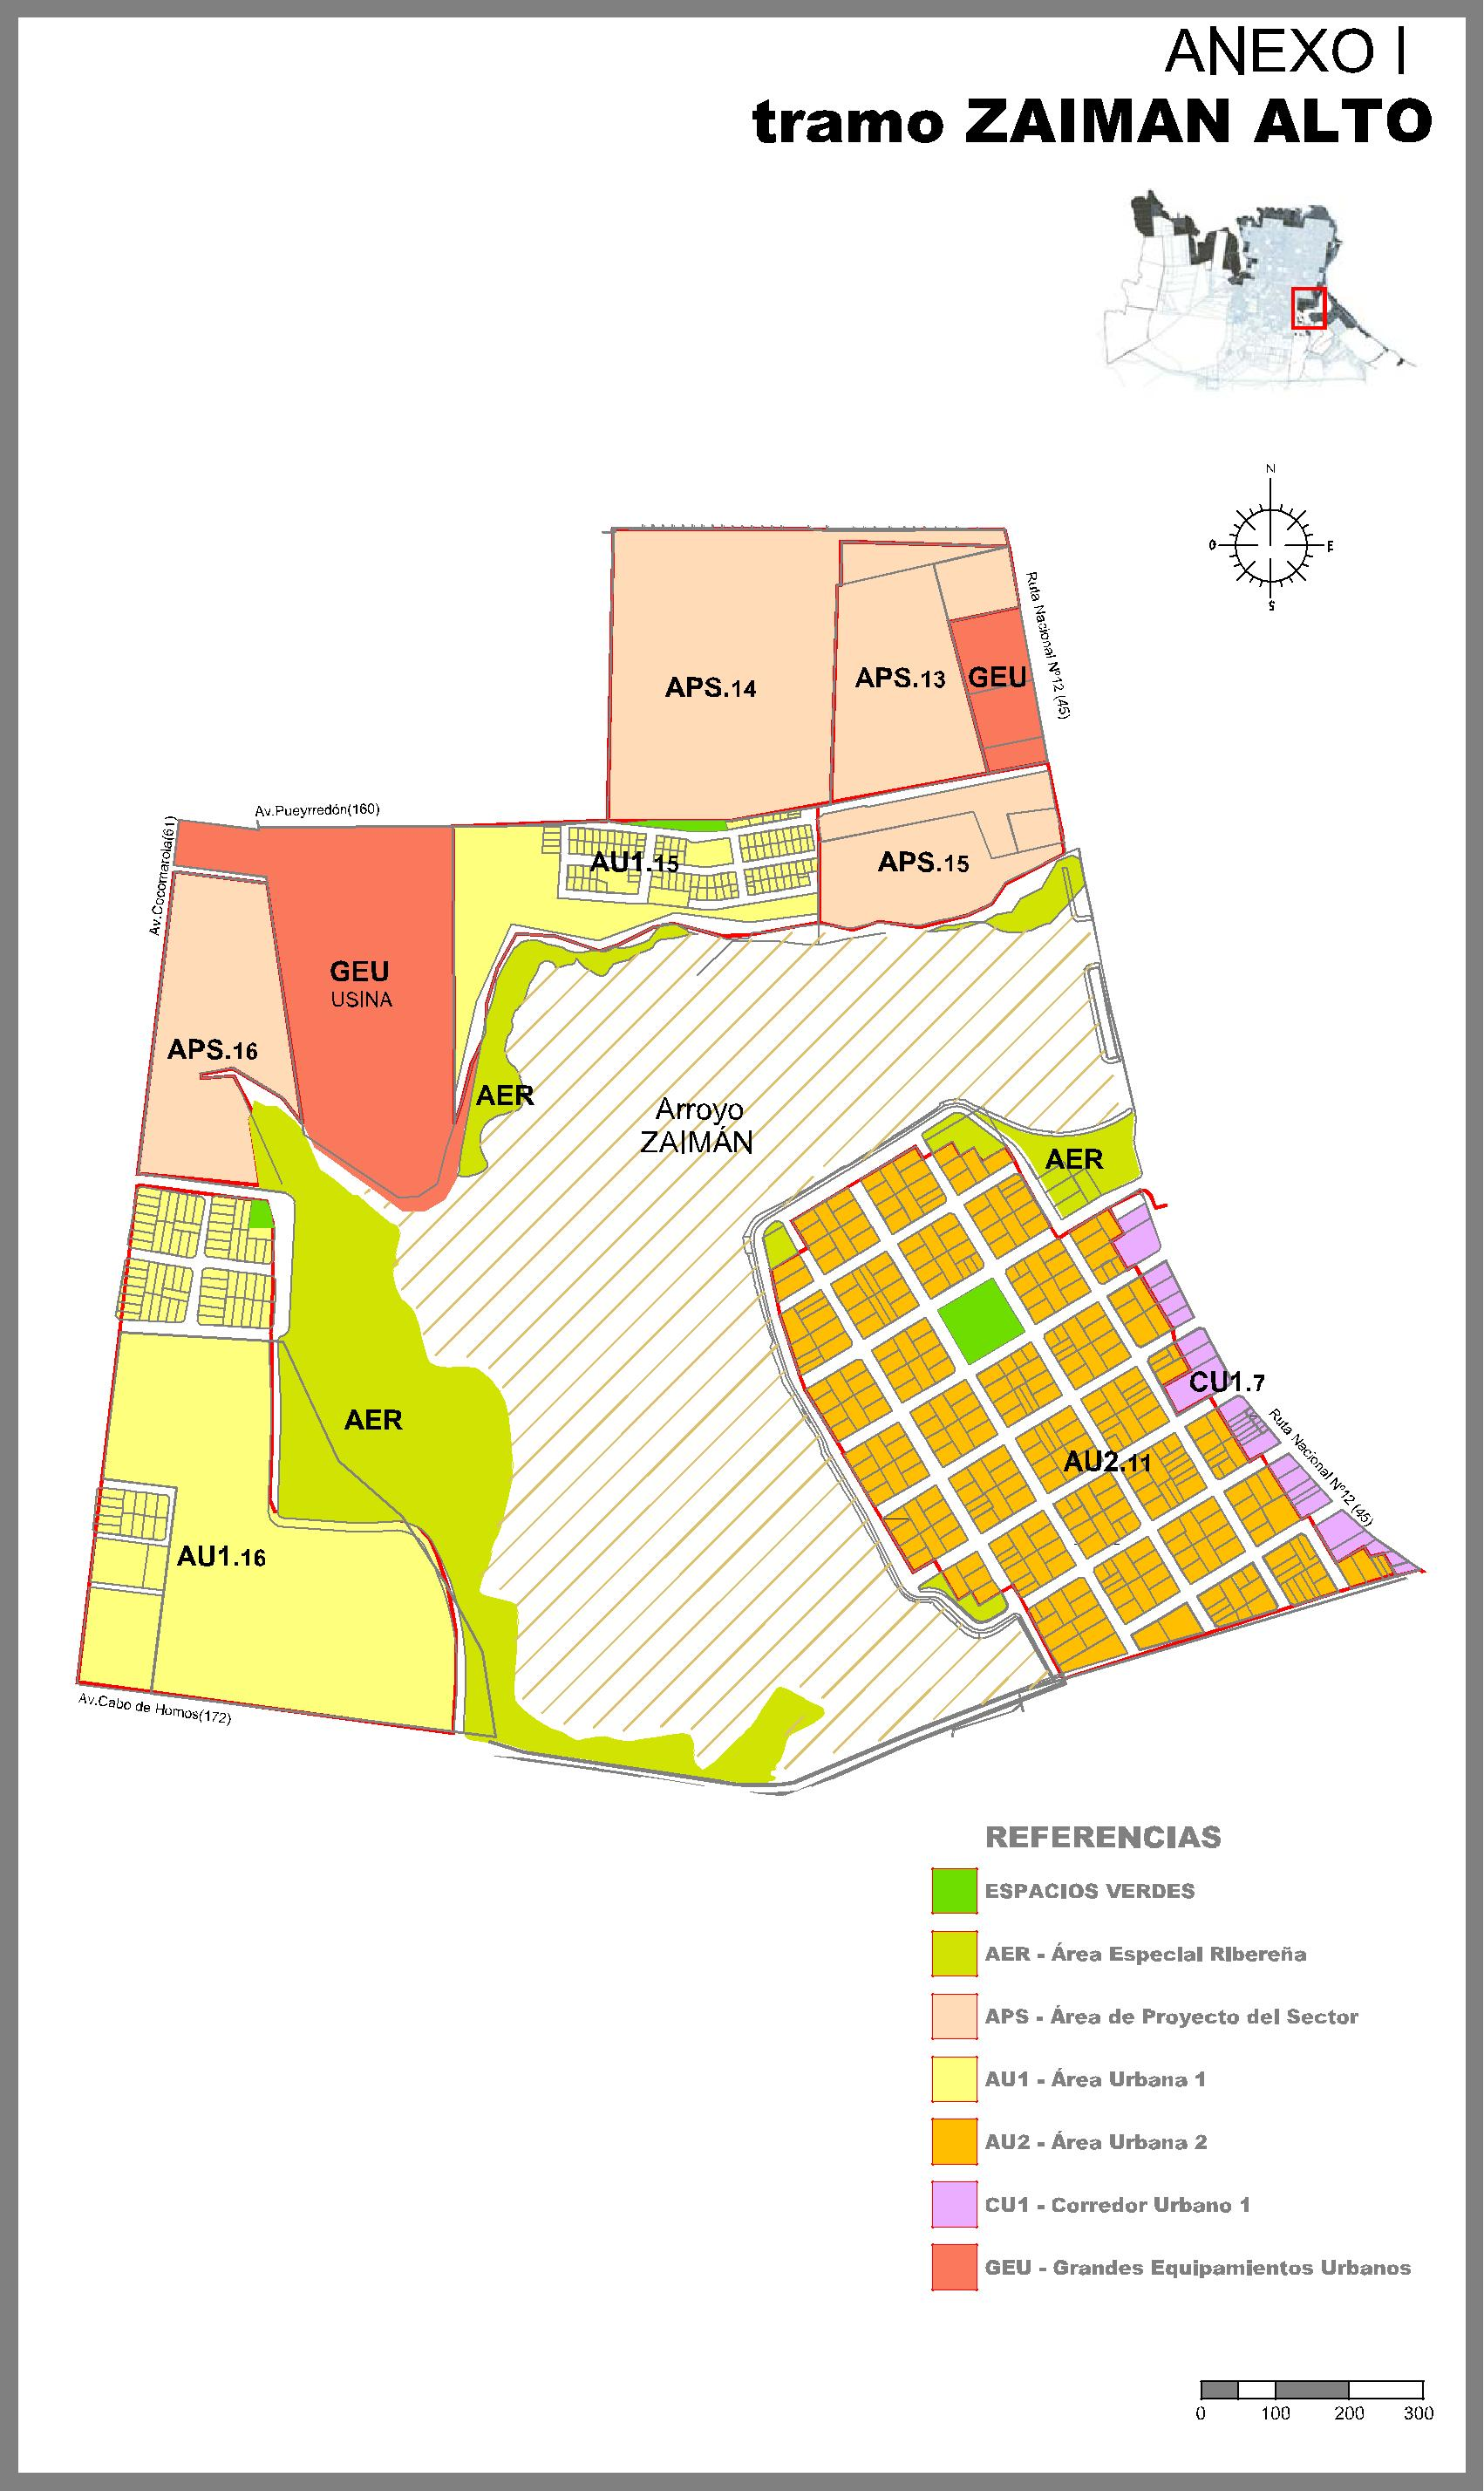 ANEXO I
tramo ZAIMAN ALTO
N
O
E
S
Ruta Nacional Nº12 (45)
APS.14
APS.13
GEU
Av.Pueyrredón(160)
Av.Cocomarola(61)
AU1.15
APS.15
GEU
USINA
APS.16
AER
Arroyo
ZAIMÁN
AER
CU1.7
AER
Ruta Nacional Nº12 (45)
AU2.11
AU1.16
Av.Cabo de Hornos(172)
REFERENCIAS
ESPACIOS VERDES
AER - Área Especial Ribereña
APS - Área de Proyecto del Sector
AU1 - Área Urbana 1
AU2 - Área Urbana 2
CU1 - Corredor Urbano 1
GEU - Grandes Equipamientos Urbanos
0 100 200 300